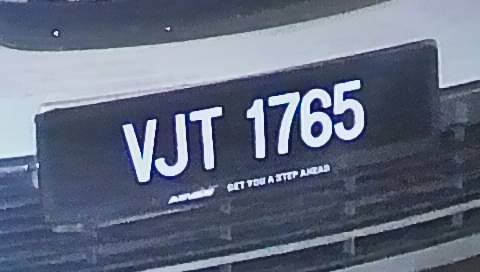 VJT 1765
GET YOU A STEP AHEAD